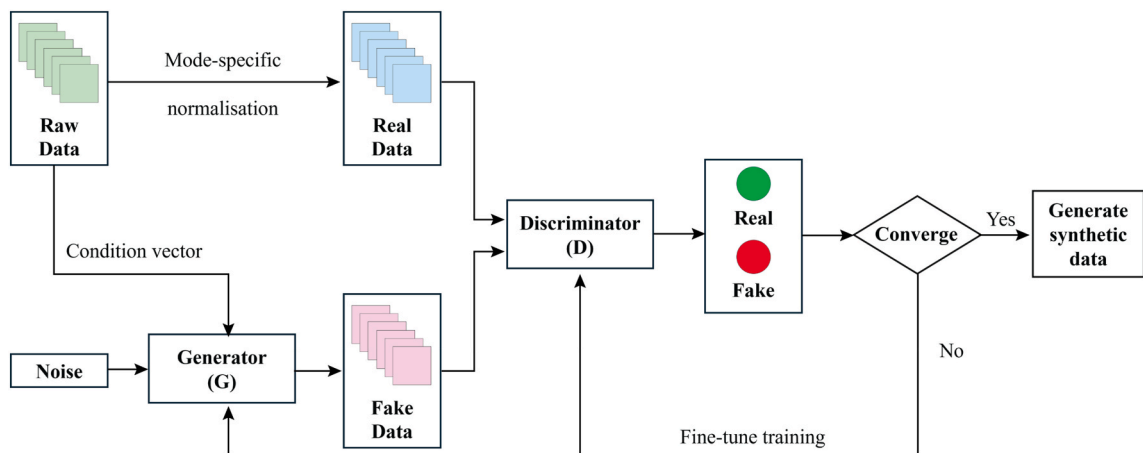 Mode-specific
normalisation
Raw
Data
Real
Data
Condition vector
Discriminator
(D)
Real
Fake
Converge
Yes
Generate
synthetic
data
No
Noise
Generator
(G)
Fake
Data
Fine-tune training